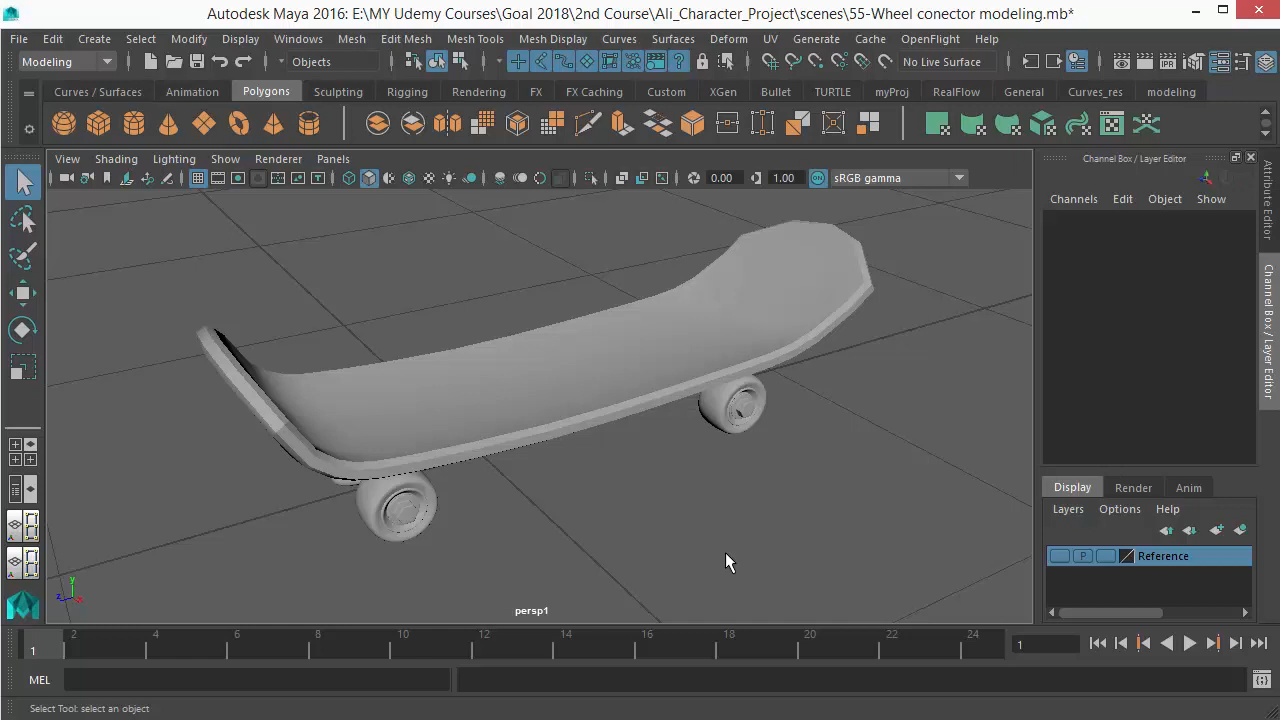 Autodesk Maya 2016: E:\MY Udemy Courses\Goal 2018\2nd Course\Ali_Character_Project\scenes\55-Wheel conector modeling.mb*
File Edit Create Select Modify Display Windows Mesh Edit Mesh Mesh Tools Mesh Display Curves Surfaces Deform UV Generate Cache OpenFlight Help
Modeling Objects No Live Surface
Curves / Surfaces Animation Polygons Sculpting Rigging Rendering FX FX Caching Custom XGen Bullet TURTLE myProj RealFlow General Curves_res modeling
View Shading Lighting Show Renderer Panels
0.00 1.00 ON sRGB gamma
Channel Box / Layer Editor
Channels Edit Object Show
Attribute Editor
Channel Box / Layer Editor
Display Render Anim
Layers Options Help
P Reference
y
z x
persp1
2 4 6 8 10 12 14 16 18 20 22 24
1
1
MEL
Select Tool: select an object